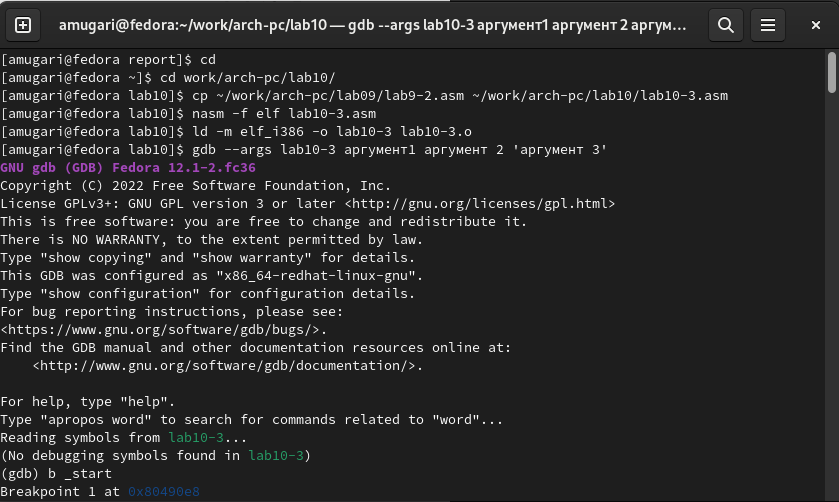 amugari@fedora:~/work/arch-pc/lab10 — gdb --args lab10-3 аргумент1 аргумент 2 аргум...
[amugari@fedora report]$ cd
[amugari@fedora ~]$ cd work/arch-pc/lab10/
[amugari@fedora lab10]$ cp ~/work/arch-pc/lab09/lab9-2.asm ~/work/arch-pc/lab10/lab10-3.asm
[amugari@fedora lab10]$ nasm -f elf lab10-3.asm
[amugari@fedora lab10]$ ld -m elf_i386 -o lab10-3 lab10-3.o
[amugari@fedora lab10]$ gdb --args lab10-3 аргумент1 аргумент 2 'аргумент 3'
GNU gdb (GDB) Fedora 12.1-2.fc36
Copyright (C) 2022 Free Software Foundation, Inc.
License GPLv3+: GNU GPL version 3 or later <http://gnu.org/licenses/gpl.html>
This is free software: you are free to change and redistribute it.
There is NO WARRANTY, to the extent permitted by law.
Type "show copying" and "show warranty" for details.
This GDB was configured as "x86_64-redhat-linux-gnu".
Type "show configuration" for configuration details.
For bug reporting instructions, please see:
<https://www.gnu.org/software/gdb/bugs/>.
Find the GDB manual and other documentation resources online at:
    <http://www.gnu.org/software/gdb/documentation/>.

For help, type "help".
Type "apropos word" to search for commands related to "word"...
Reading symbols from lab10-3...
(No debugging symbols found in lab10-3)
(gdb) b _start
Breakpoint 1 at 0x80490e8